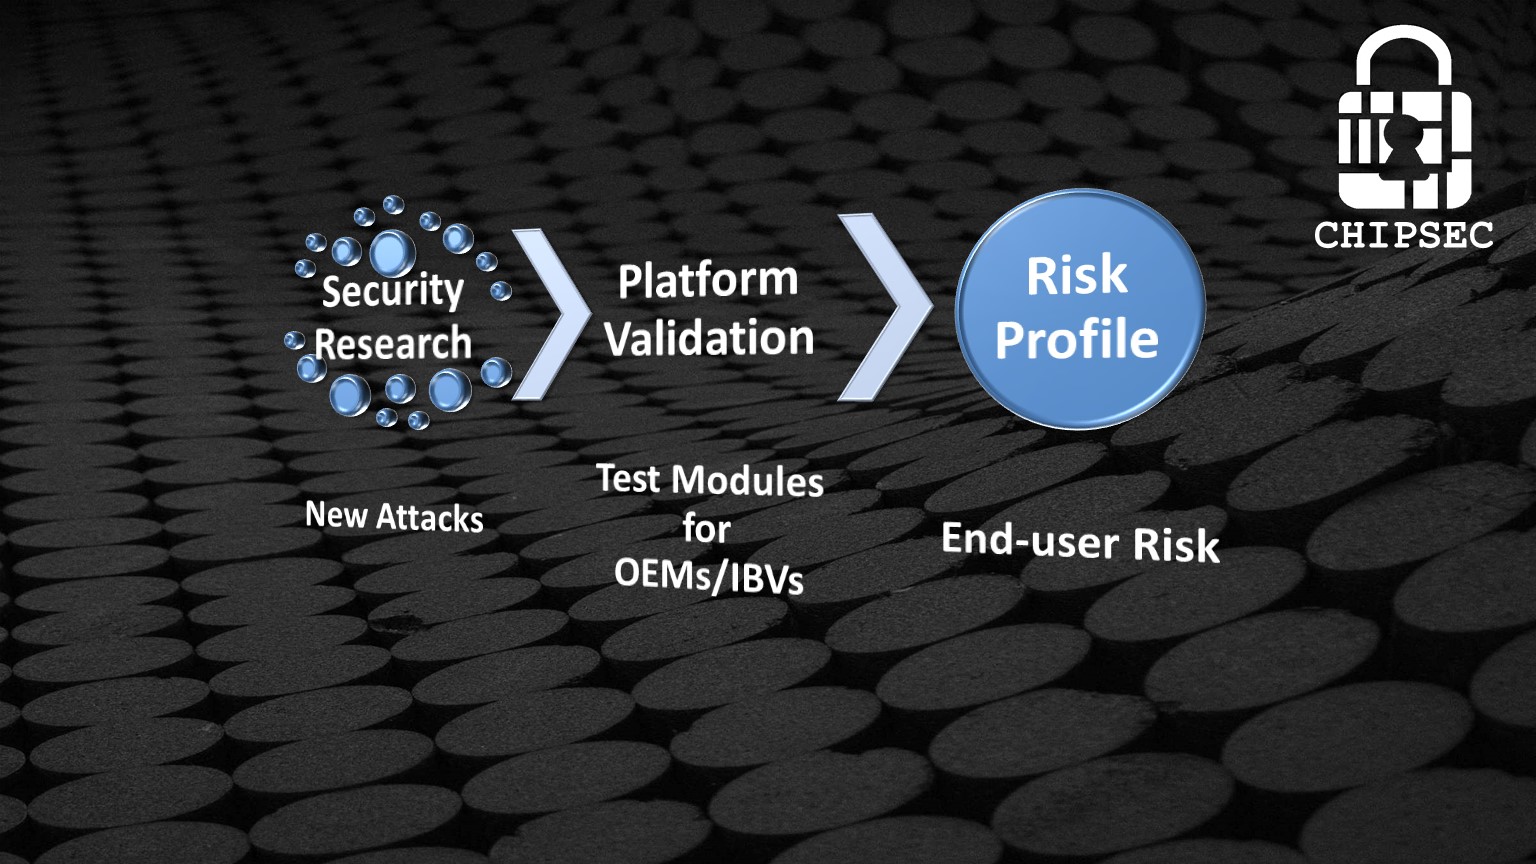 CHIPSEC
Security
Research
Platform
Validation
Risk
Profile
New Attacks
Test Modules
for
OEMs/IBVs
End-user Risk